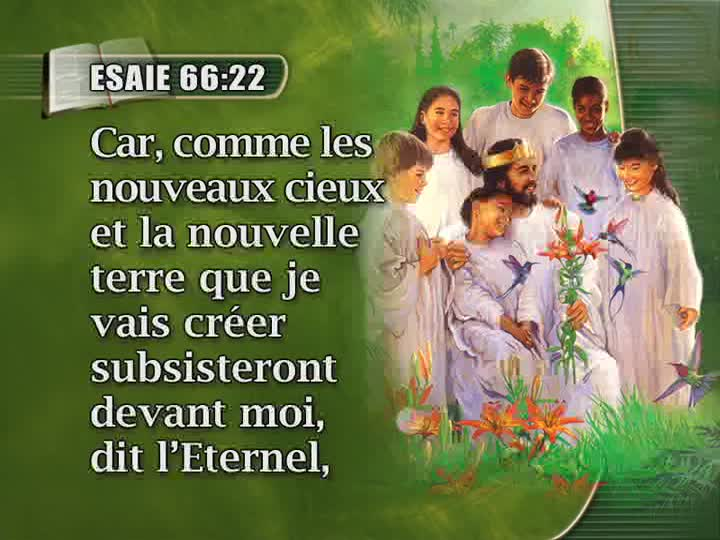 ESAIE 66:22
Car, comme les
nouveaux cieux
et la nouvelle
terre que je
vais créer
subsisteront
devant moi,
dit l’Eternel,